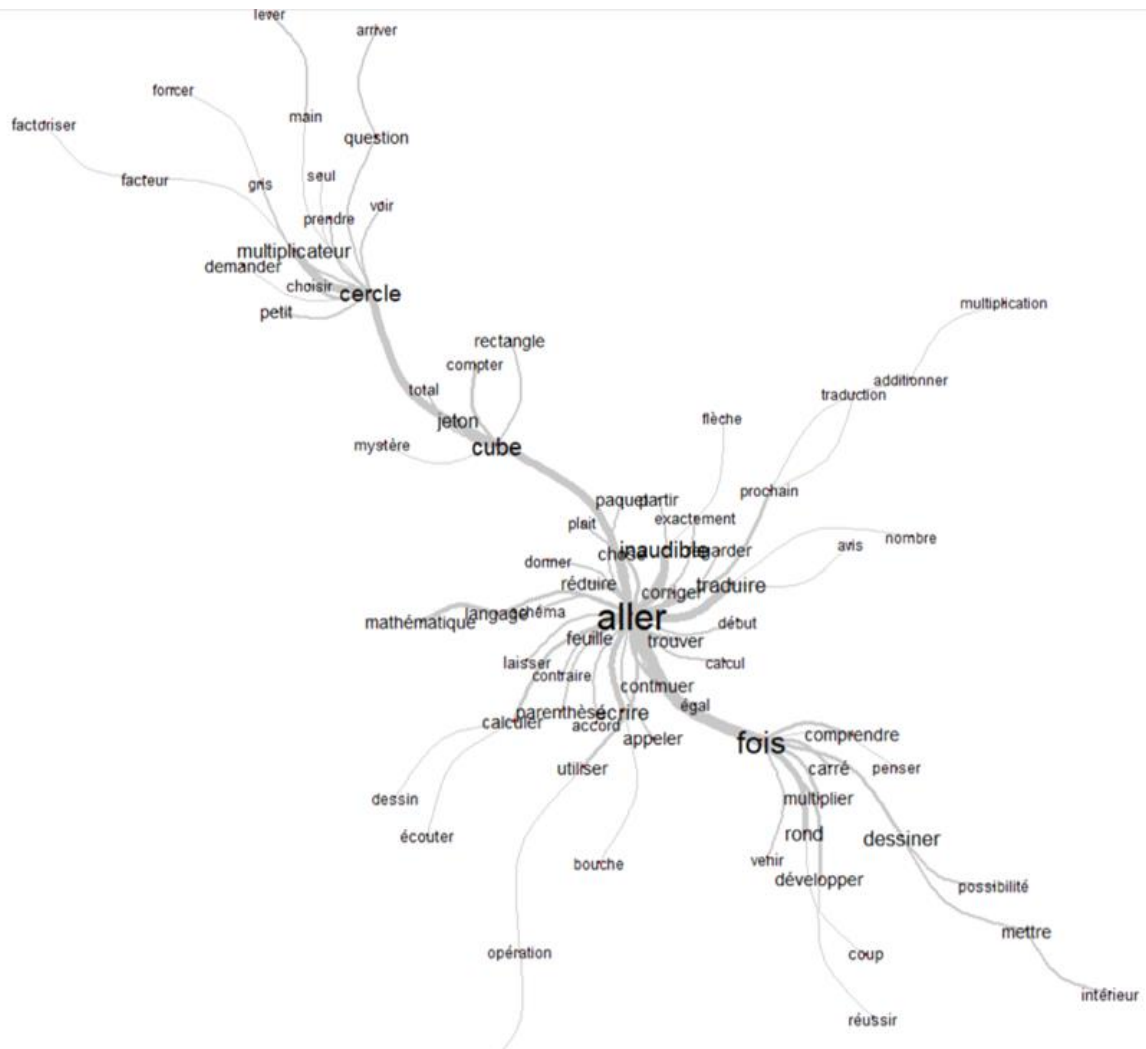 lever
arriver
forcer
main
factoriser
question
facteur
gris
seul
prendre
voir
multiplicateur
demander
choisir
cercle
petit
multiplication
rectangle
compter
additionner
total
traduction
jeton
flèche
mystère
cube
prochain
paquet
partir
exactement
plait
nombre
avis
chose
inaudible
regarder
donner
réduire
corriger
traduire
mathématique
langage
schéma
aller
début
feuille
trouver
laisser
contraire
calcul
continuer
égal
parenthèse
écrire
calculer
accord
appeler
fois
comprendre
utiliser
carré
penser
dessin
multiplier
écouter
rond
dessiner
bouche
venir
développer
possibilité
mettre
opération
coup
intérieur
réussir